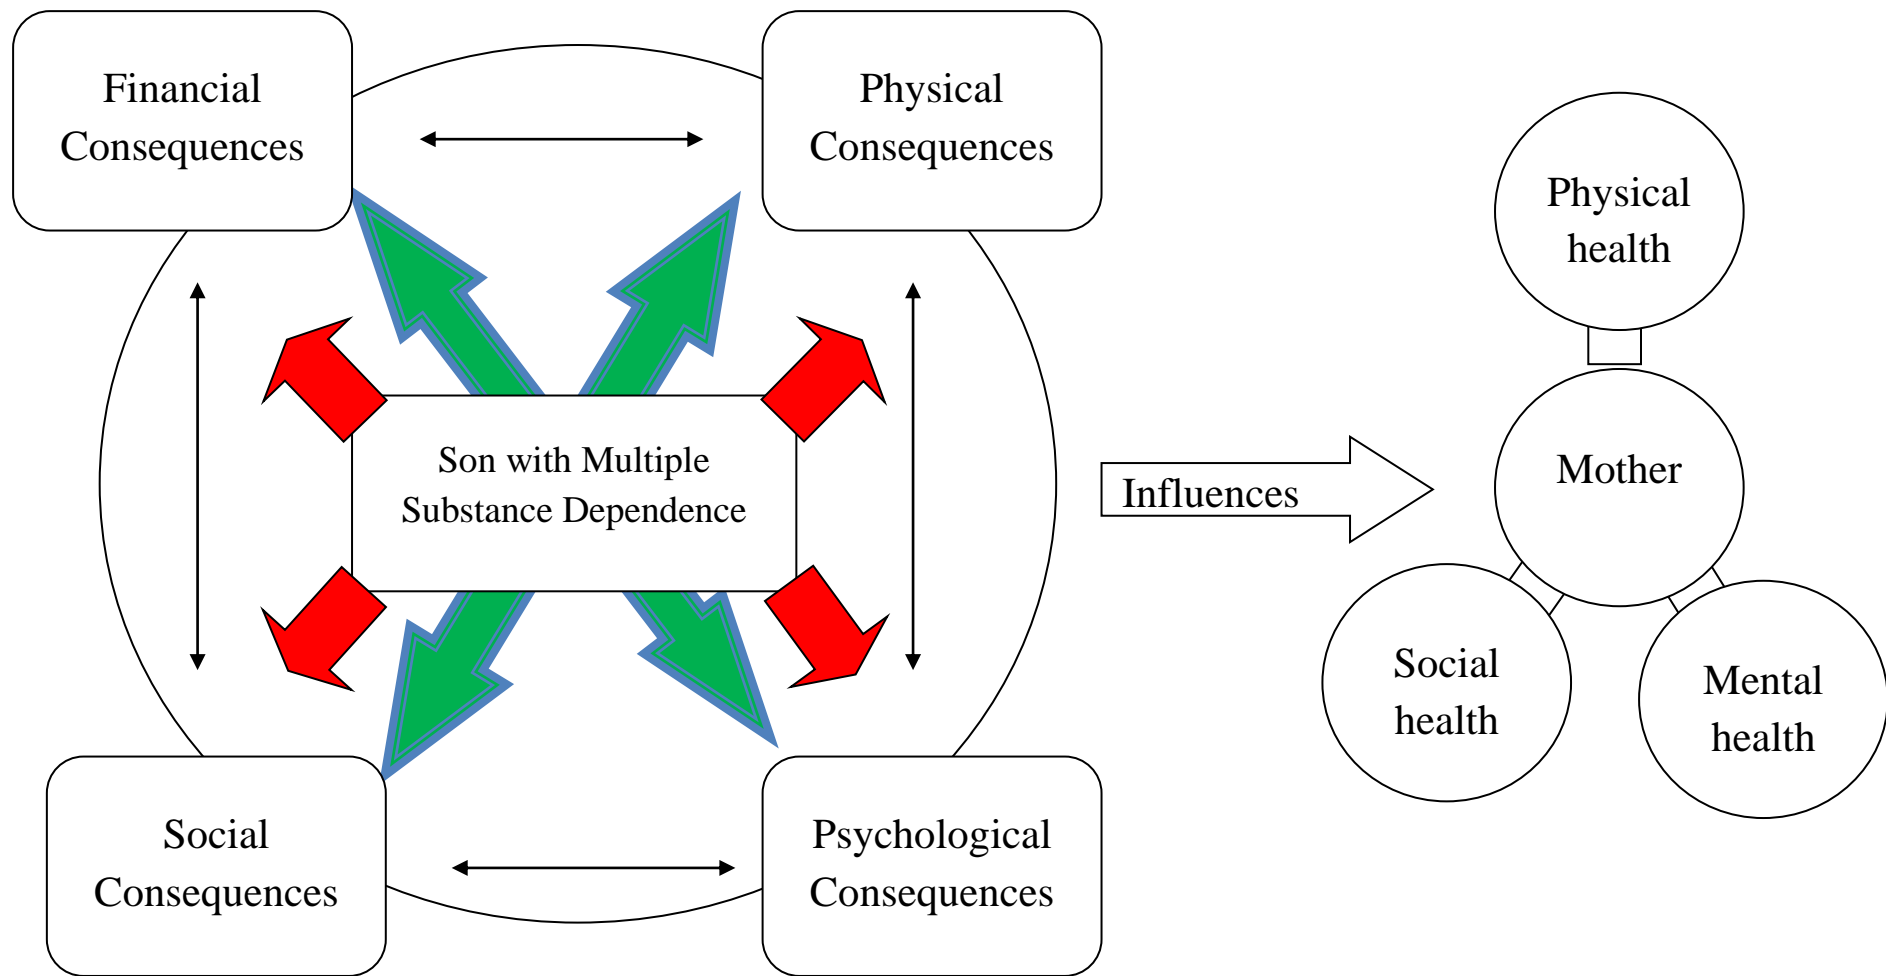 Financial
Consequences
Physical
Consequences
Son with Multiple
Substance Dependence
Social
Consequences
Psychological
Consequences
Influences
Physical
health
Mother
Social
health
Mental
health